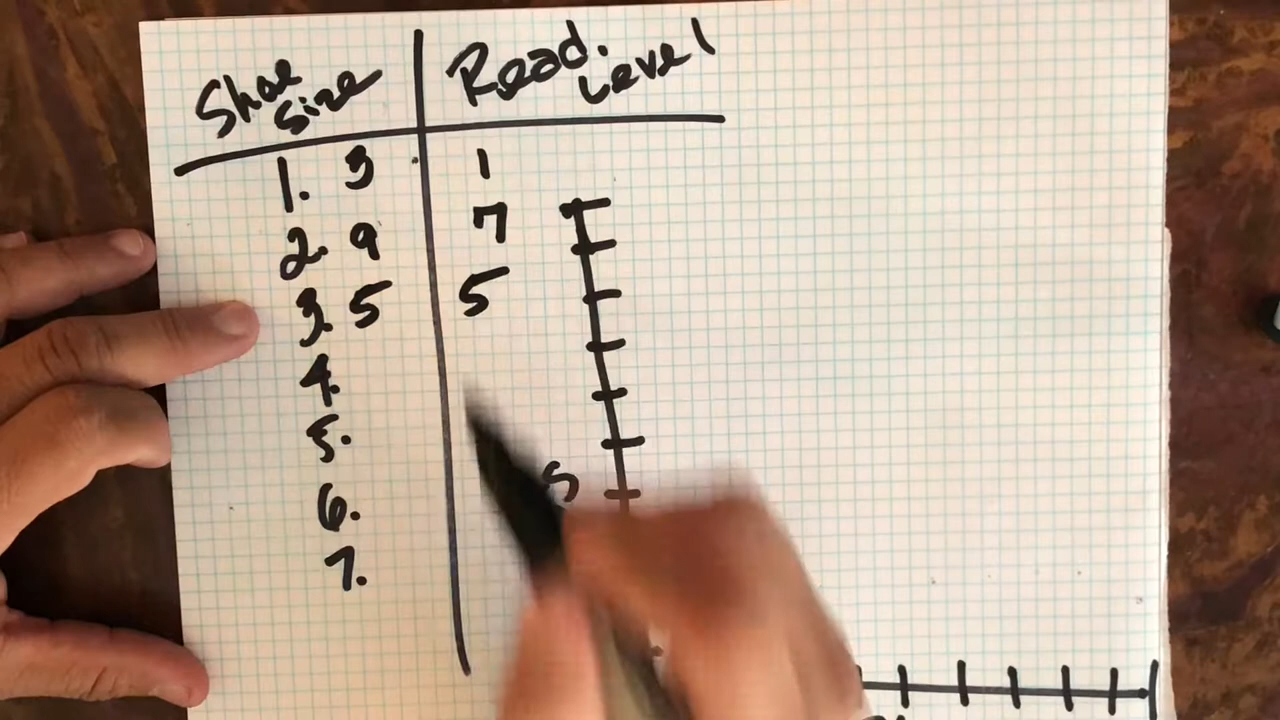 Shoe Size Read. Level
1. 3 1
2. 9 7
3. 5 5
4.
5.
6. 5
7.